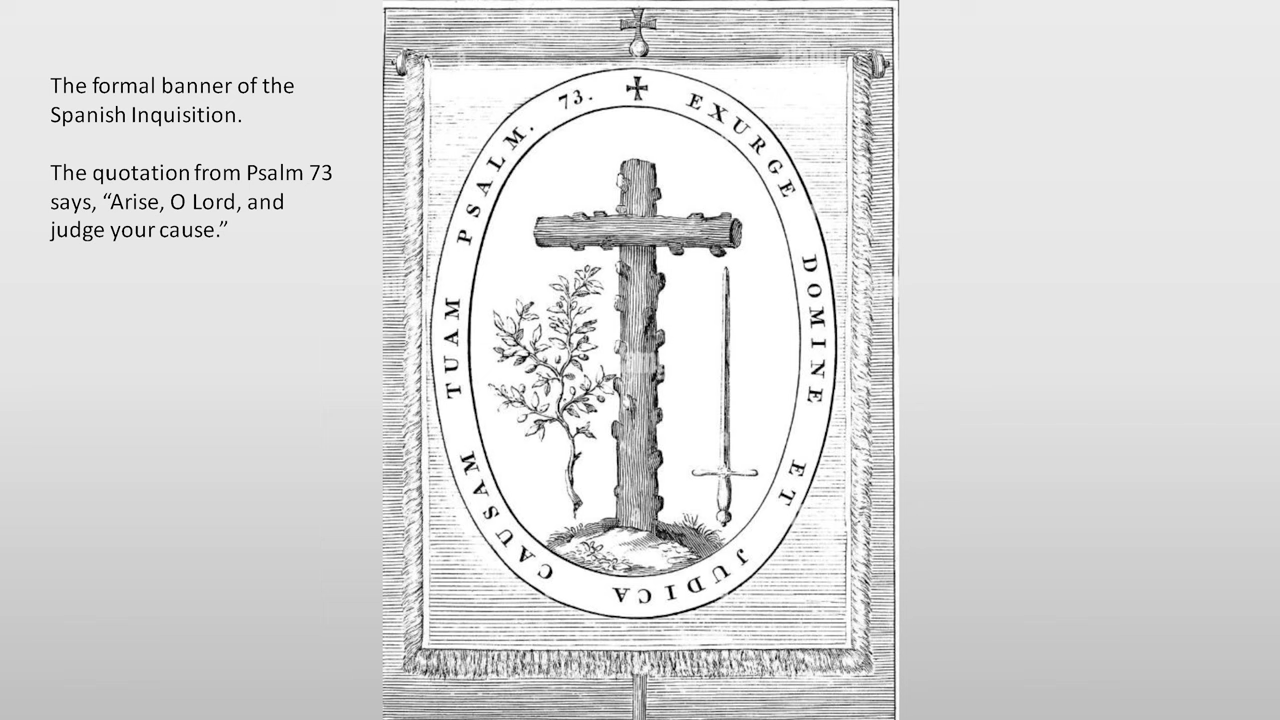 The formal banner of the
Spanish Inquisition.
The quotation from Psalm 73
says, “Arise, O Lord, and
judge your cause.”
EXURGE DOMINE ET JUDICA CAUSAM TUAM PSALM. 73.